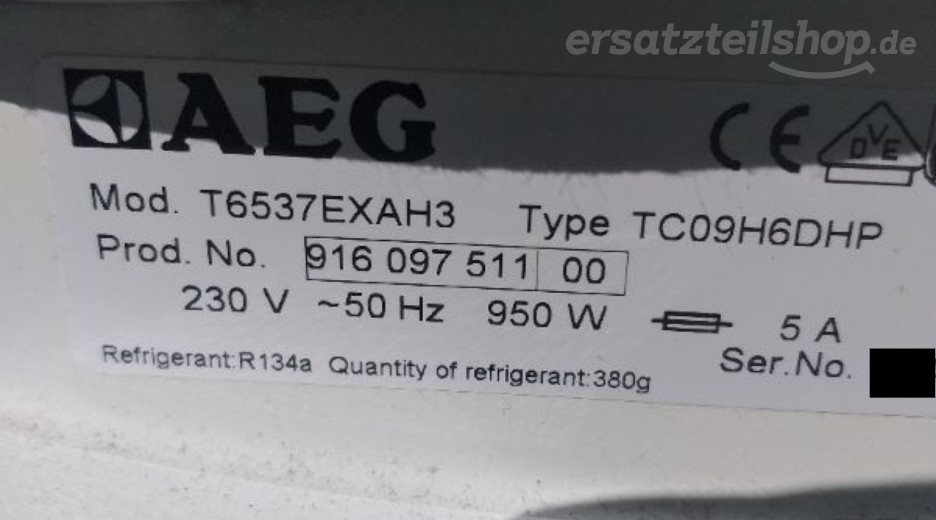 ersatzteilshop.de
AEG
CE
DVE
Mod. T6537EXAH3 Type TC09H6DHP
Prod. No. 916 097 511 00
230 V ~50 Hz 950 W 5 A
Refrigerant:R134a Quantity of refrigerant:380g Ser.No.